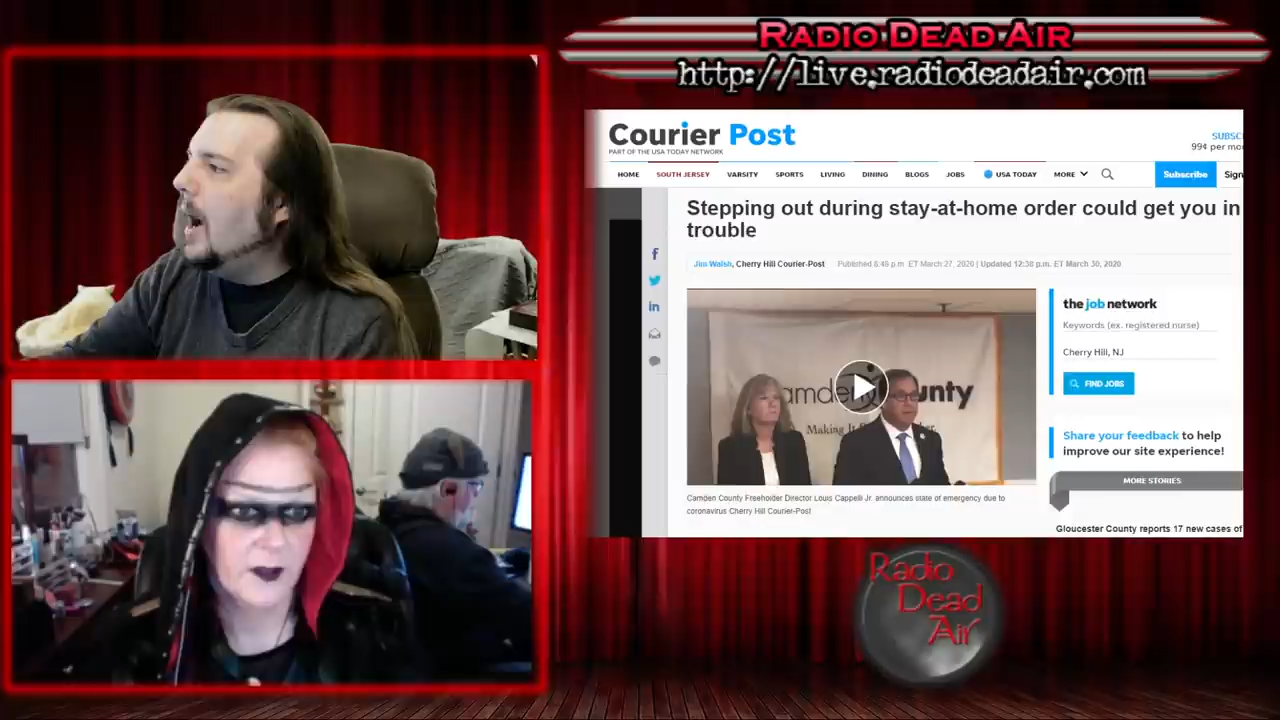 RADIO DEAD AIR
http://live.radiodeadair.com
Courier Post
PART OF THE USA TODAY NETWORK
SUBSC
99¢ per mo
HOME SOUTH JERSEY VARSITY SPORTS LIVING DINING BLOGS JOBS USA TODAY MORE Subscribe Sign
Stepping out during stay-at-home order could get you in
trouble
Jim Walsh, Cherry Hill Courier-Post Published 6:45 p.m. ET March 27, 2020 | Updated 12:38 p.m. ET March 30, 2020
the job network
Keywords (ex. registered nurse)
Cherry Hill, NJ
FIND JOBS
amden unty
Making It
Share your feedback to help
improve our site experience!
MORE STORIES
Camden County Freeholder Director Louis Cappelli Jr. announces state of emergency due to
coronavirus Cherry Hill Courier-Post
Gloucester County reports 17 new cases of
Radio
Dead
Air